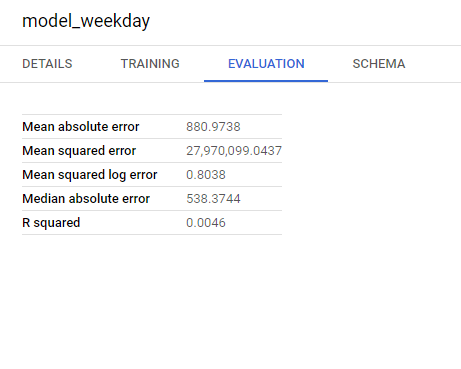 model_weekday
DETAILS TRAINING EVALUATION SCHEMA
Mean absolute error 880.9738
Mean squared error 27,970,099.0437
Mean squared log error 0.8038
Median absolute error 538.3744
R squared 0.0046